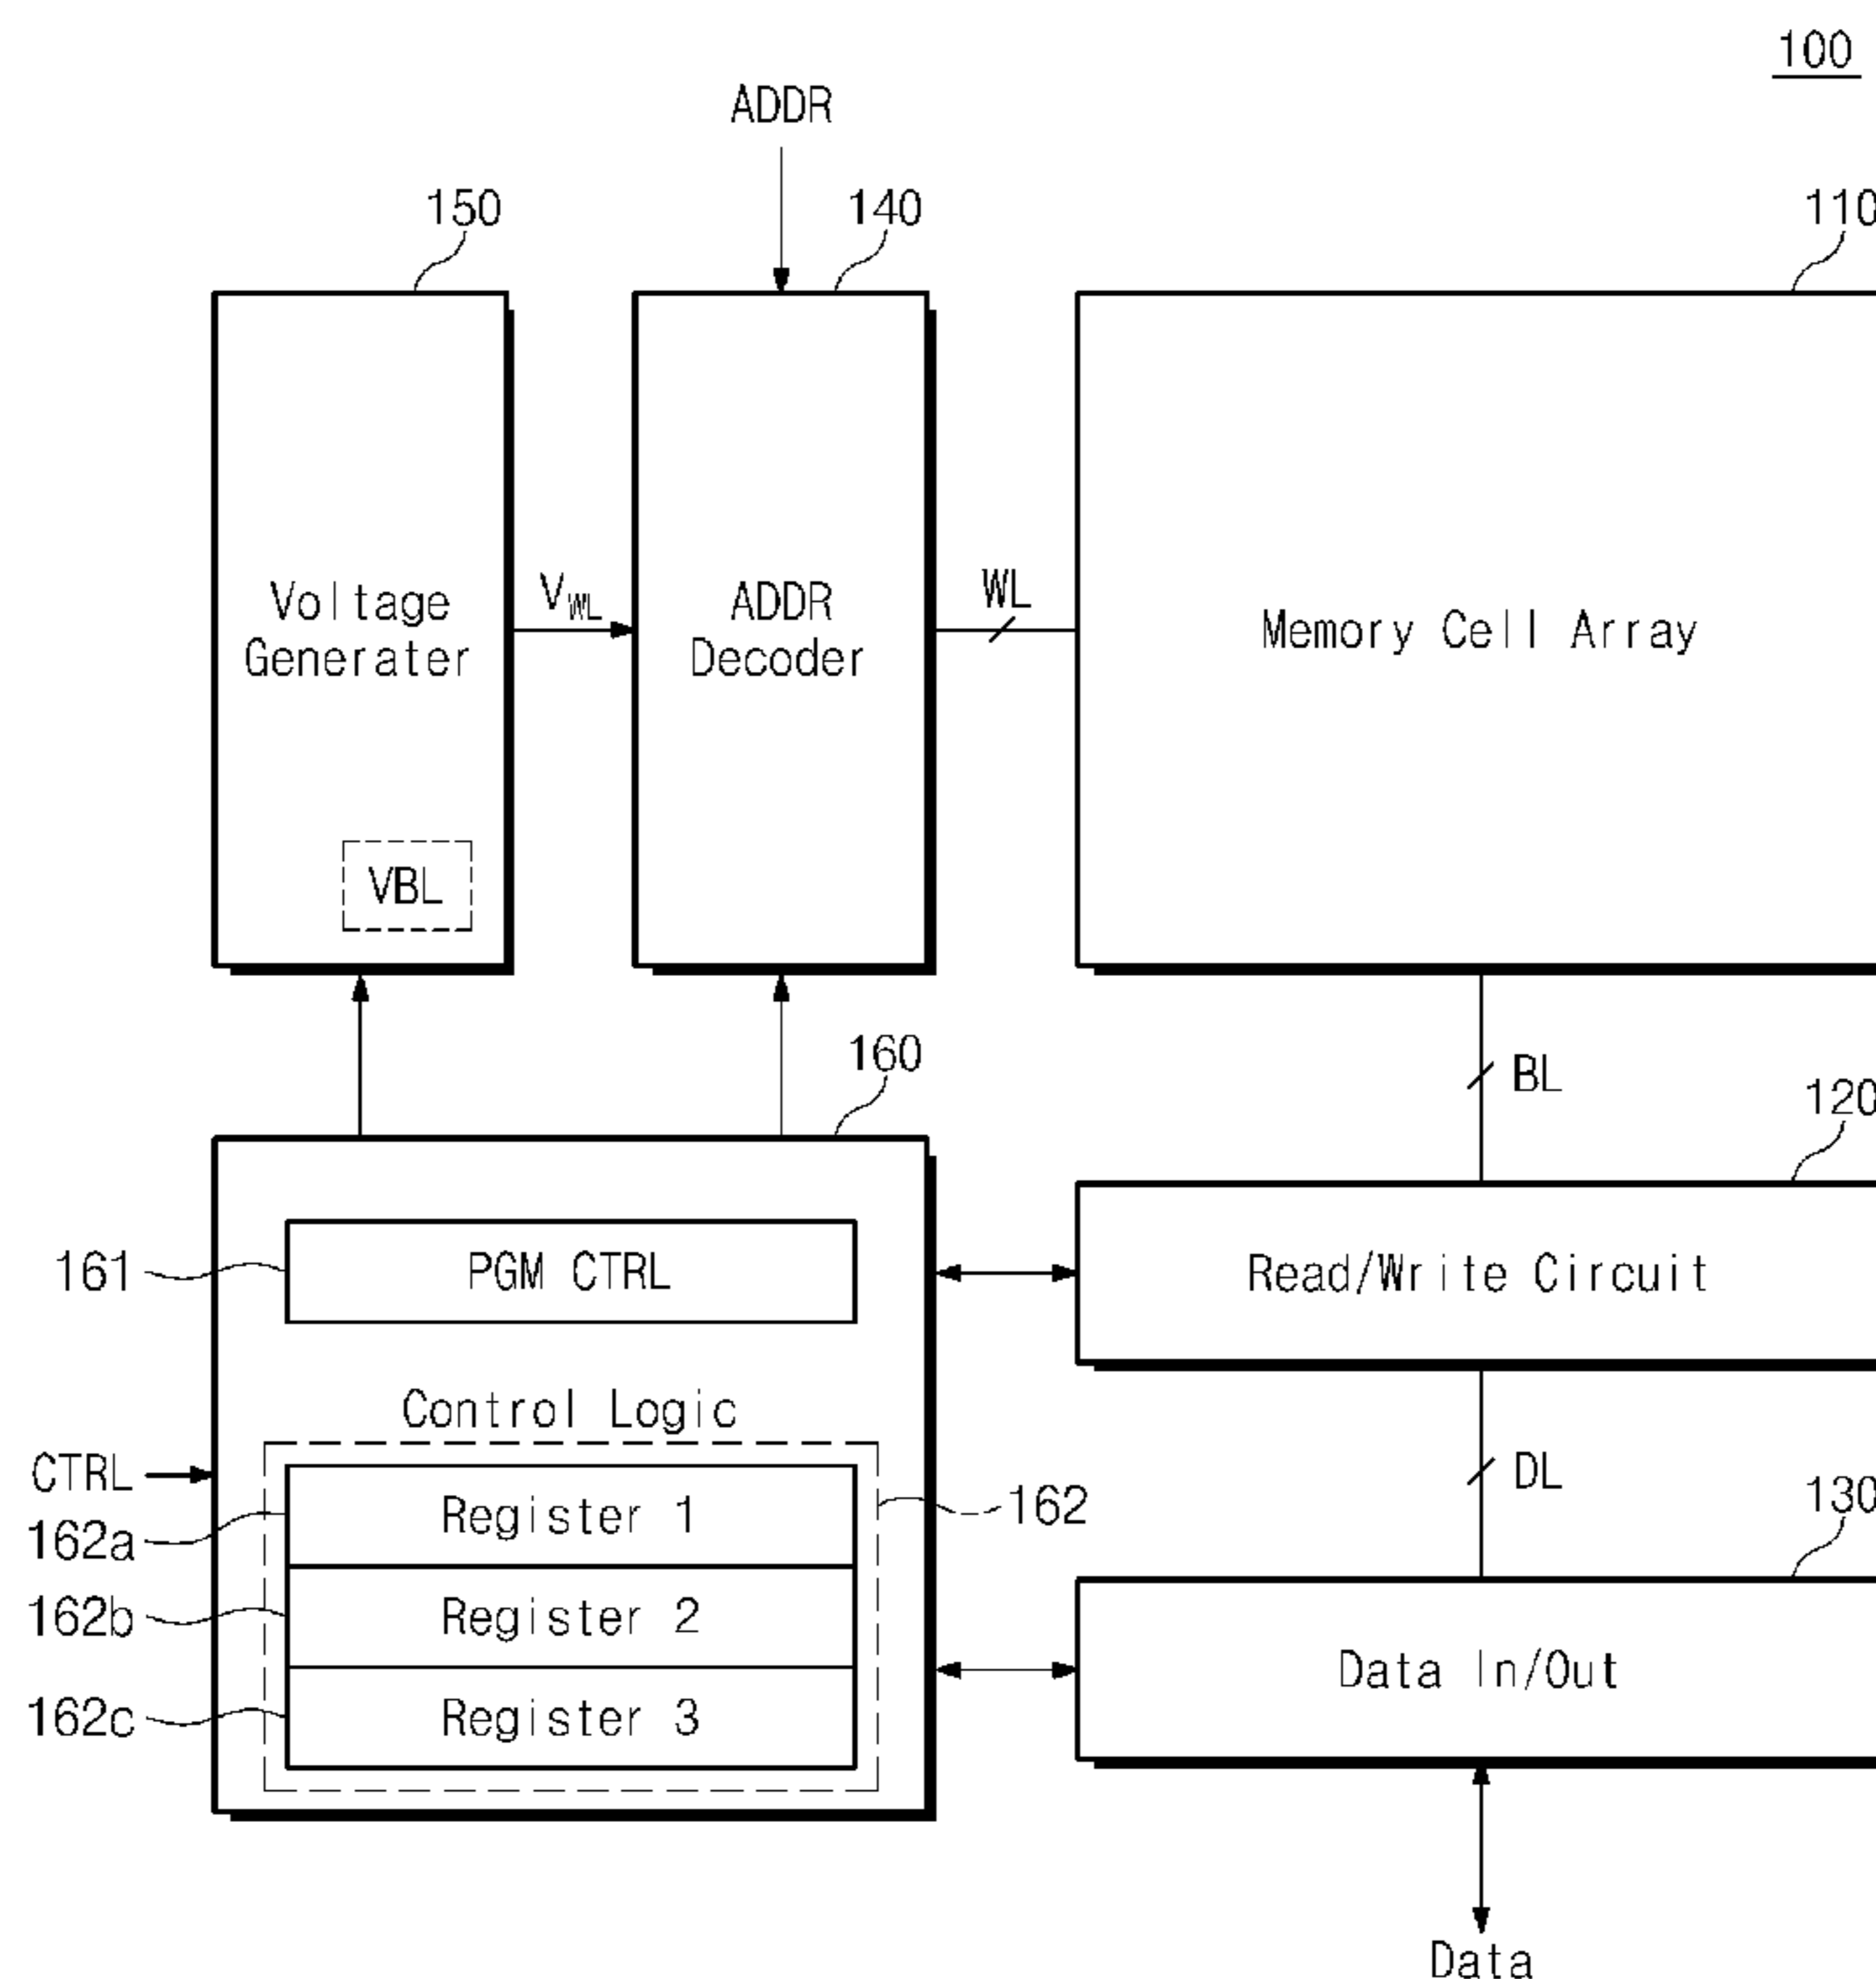 100
ADDR
150
140
110
Voltage
Generater
V_WL
ADDR
Decoder
WL
Memory Cell Array
VBL
160
BL
120
161
PGM CTRL
Read/Write Circuit
Control Logic
CTRL
DL
130
162a
Register 1
162
162b
Register 2
Data In/Out
162c
Register 3
Data